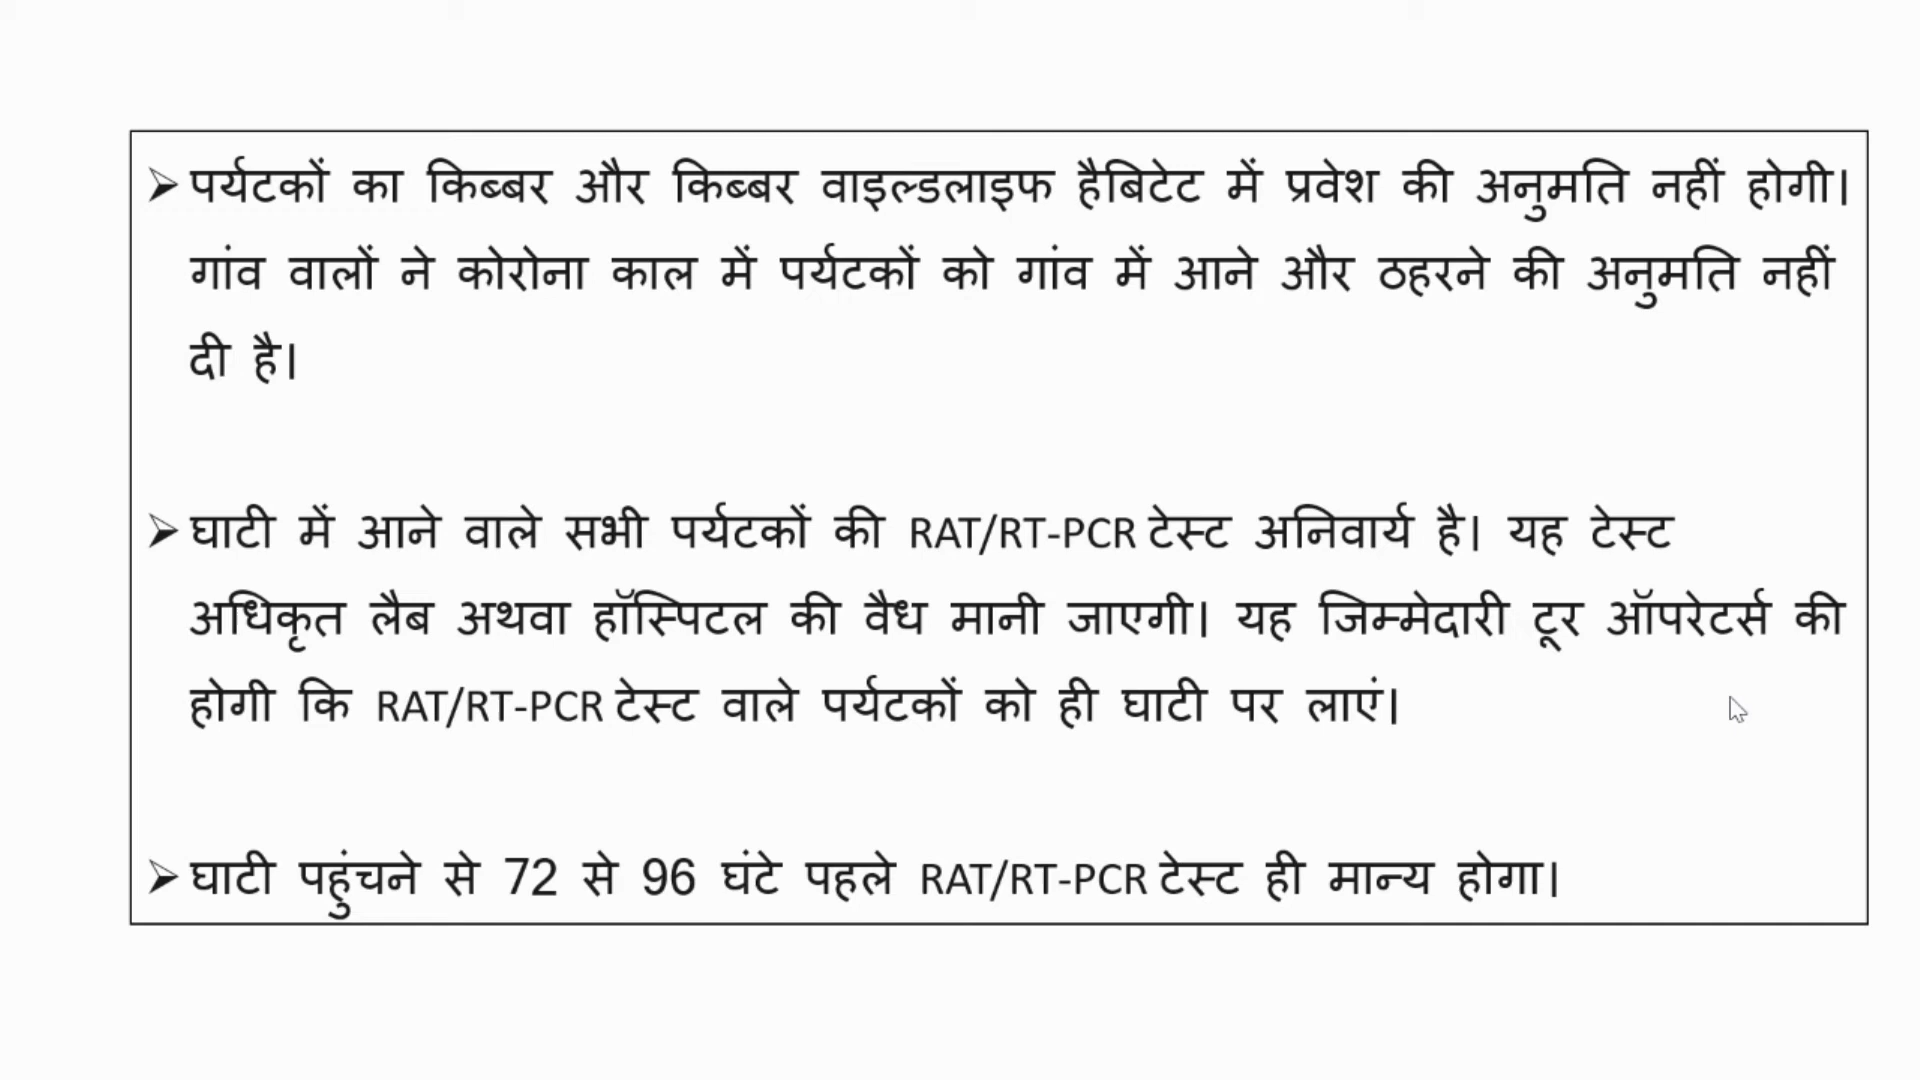 ➢ पर्यटकों का किब्बर और किब्बर वाइल्डलाइफ हैबिटेट में प्रवेश की अनुमति नहीं होगी।
गांव वालों ने कोरोना काल में पर्यटकों को गांव में आने और ठहरने की अनुमति नहीं
दी है।
➢ घाटी में आने वाले सभी पर्यटकों की RAT/RT-PCR टेस्ट अनिवार्य है। यह टेस्ट
अधिकृत लैब अथवा हॉस्पिटल की वैध मानी जाएगी। यह जिम्मेदारी टूर ऑपरेटर्स की
होगी कि RAT/RT-PCR टेस्ट वाले पर्यटकों को ही घाटी पर लाएं।
➢ घाटी पहुंचने से 72 से 96 घंटे पहले RAT/RT-PCR टेस्ट ही मान्य होगा।